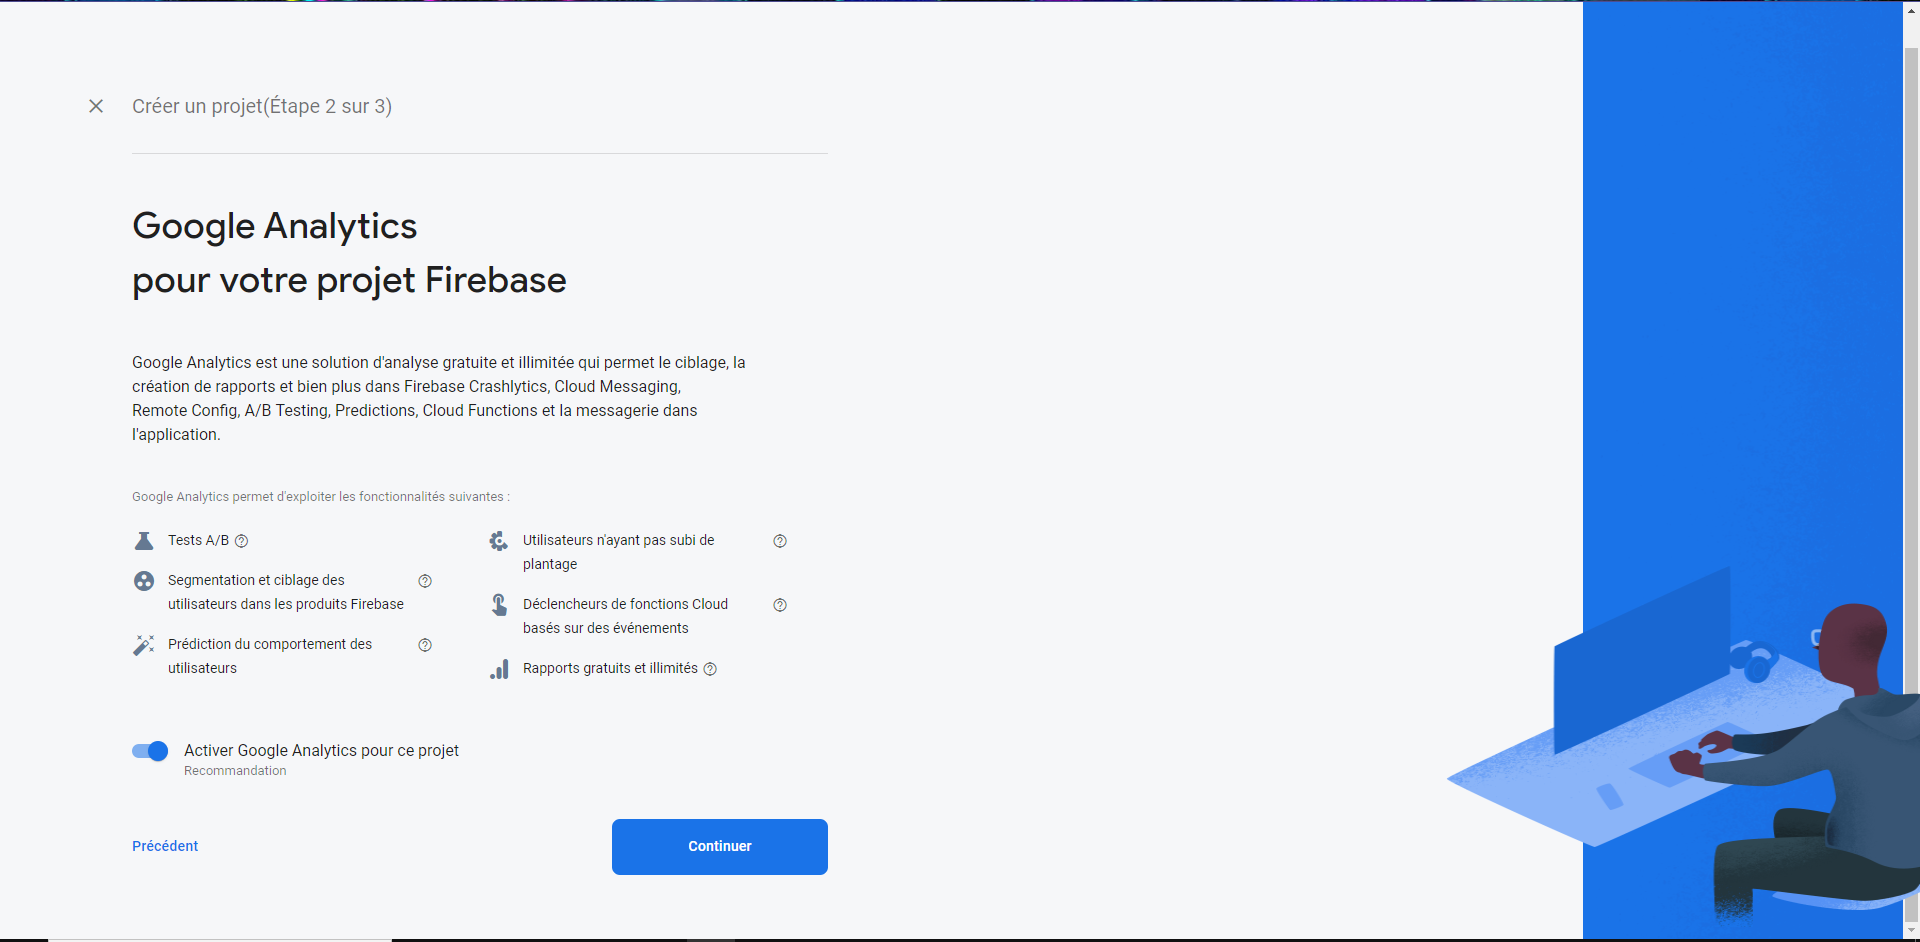 Créer un projet(Étape 2 sur 3)
Google Analytics
pour votre projet Firebase
Google Analytics est une solution d'analyse gratuite et illimitée qui permet le ciblage, la
création de rapports et bien plus dans Firebase Crashlytics, Cloud Messaging,
Remote Config, A/B Testing, Predictions, Cloud Functions et la messagerie dans
l'application.
Google Analytics permet d'exploiter les fonctionnalités suivantes :
Tests A/B
Segmentation et ciblage des
utilisateurs dans les produits Firebase
Prédiction du comportement des
utilisateurs
Utilisateurs n'ayant pas subi de
plantage
Déclencheurs de fonctions Cloud
basés sur des événements
Rapports gratuits et illimités
Activer Google Analytics pour ce projet
Recommandation
Précédent
Continuer